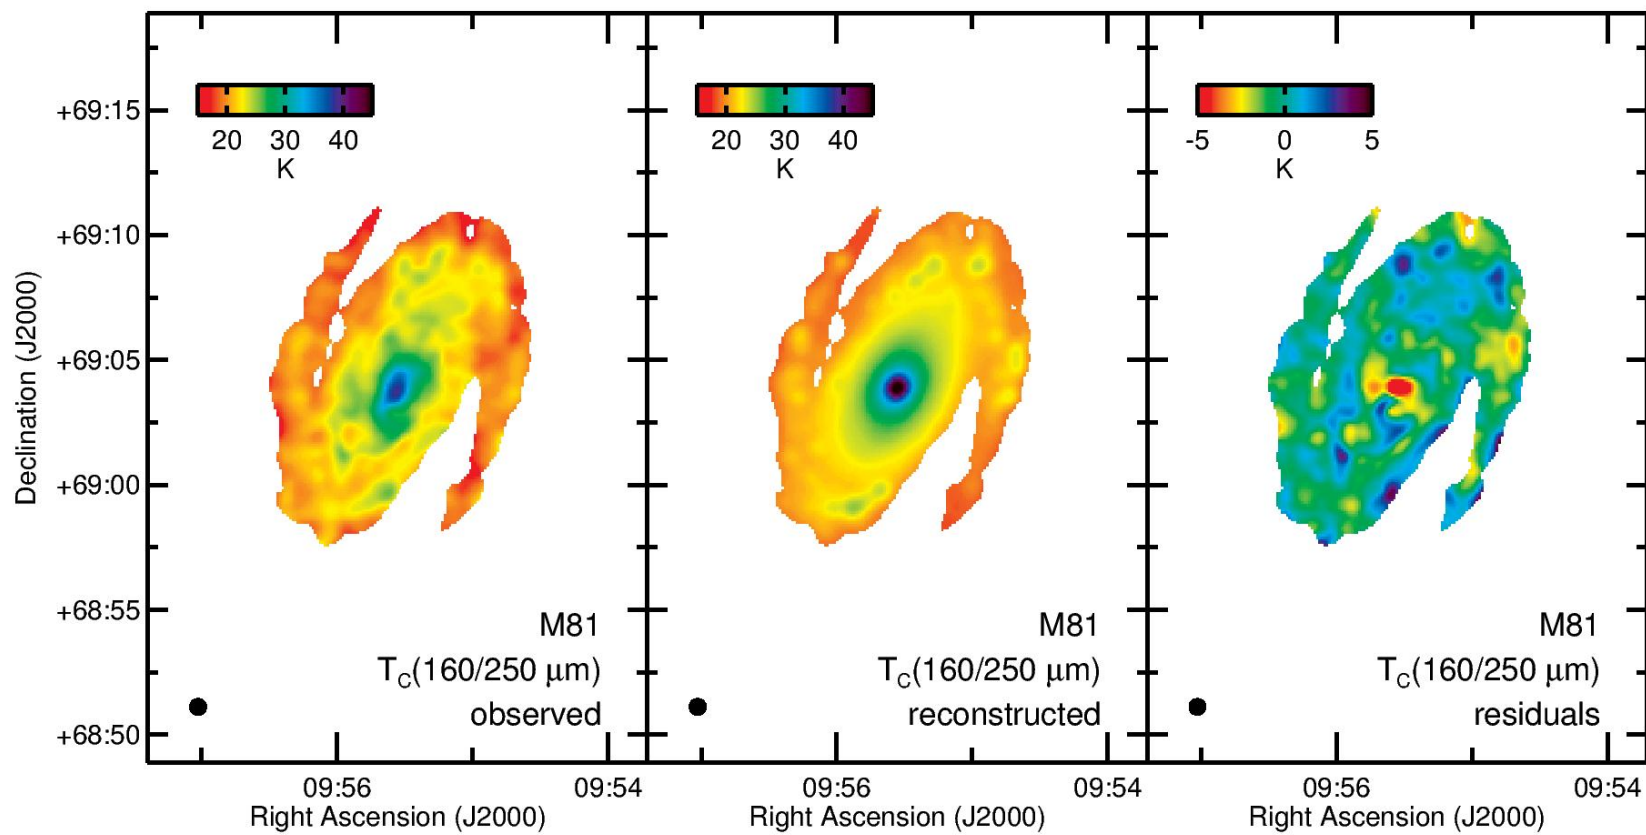 Declination (J2000)
+69:15
+69:10
+69:05
+69:00
+68:55
+68:50
20 30 40
K
M81
T_C(160/250 μm)
observed
09:56 09:54
Right Ascension (J2000)
20 30 40
K
M81
T_C(160/250 μm)
reconstructed
09:56 09:54
Right Ascension (J2000)
-5 0 5
K
M81
T_C(160/250 μm)
residuals
09:56 09:54
Right Ascension (J2000)